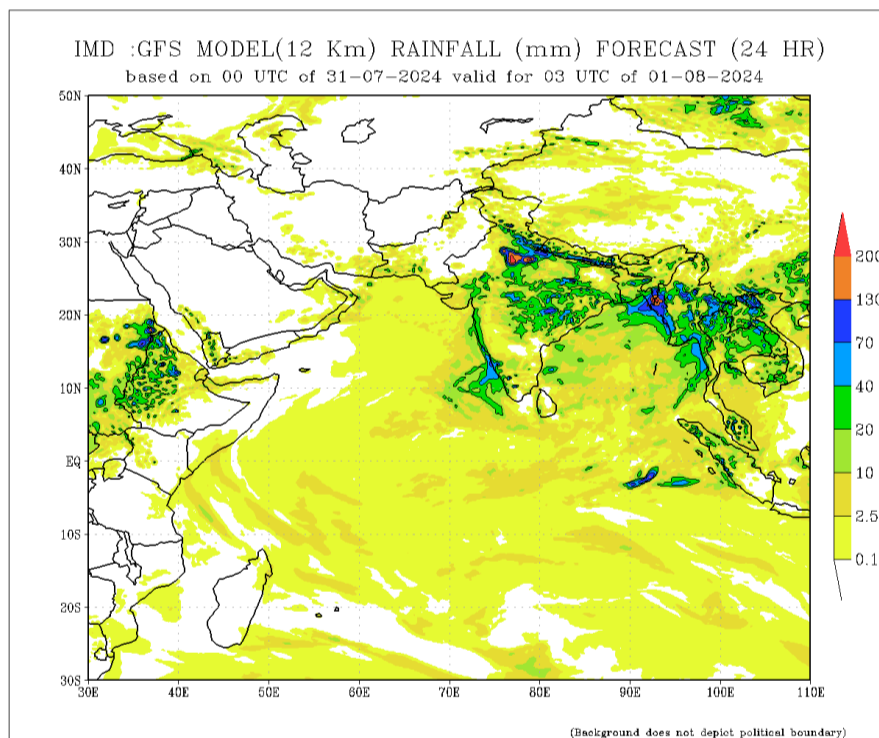 IMD :GFS MODEL(12 Km) RAINFALL (mm) FORECAST (24 HR)
based on 00 UTC of 31-07-2024 valid for 03 UTC of 01-08-2024
50N
40N
30N
20N
10N
EQ
10S
20S
30S
30E 40E 50E 60E 70E 80E 90E 100E 110E
200
130
70
40
20
10
2.5
0.1
(Background does not depict political boundary)